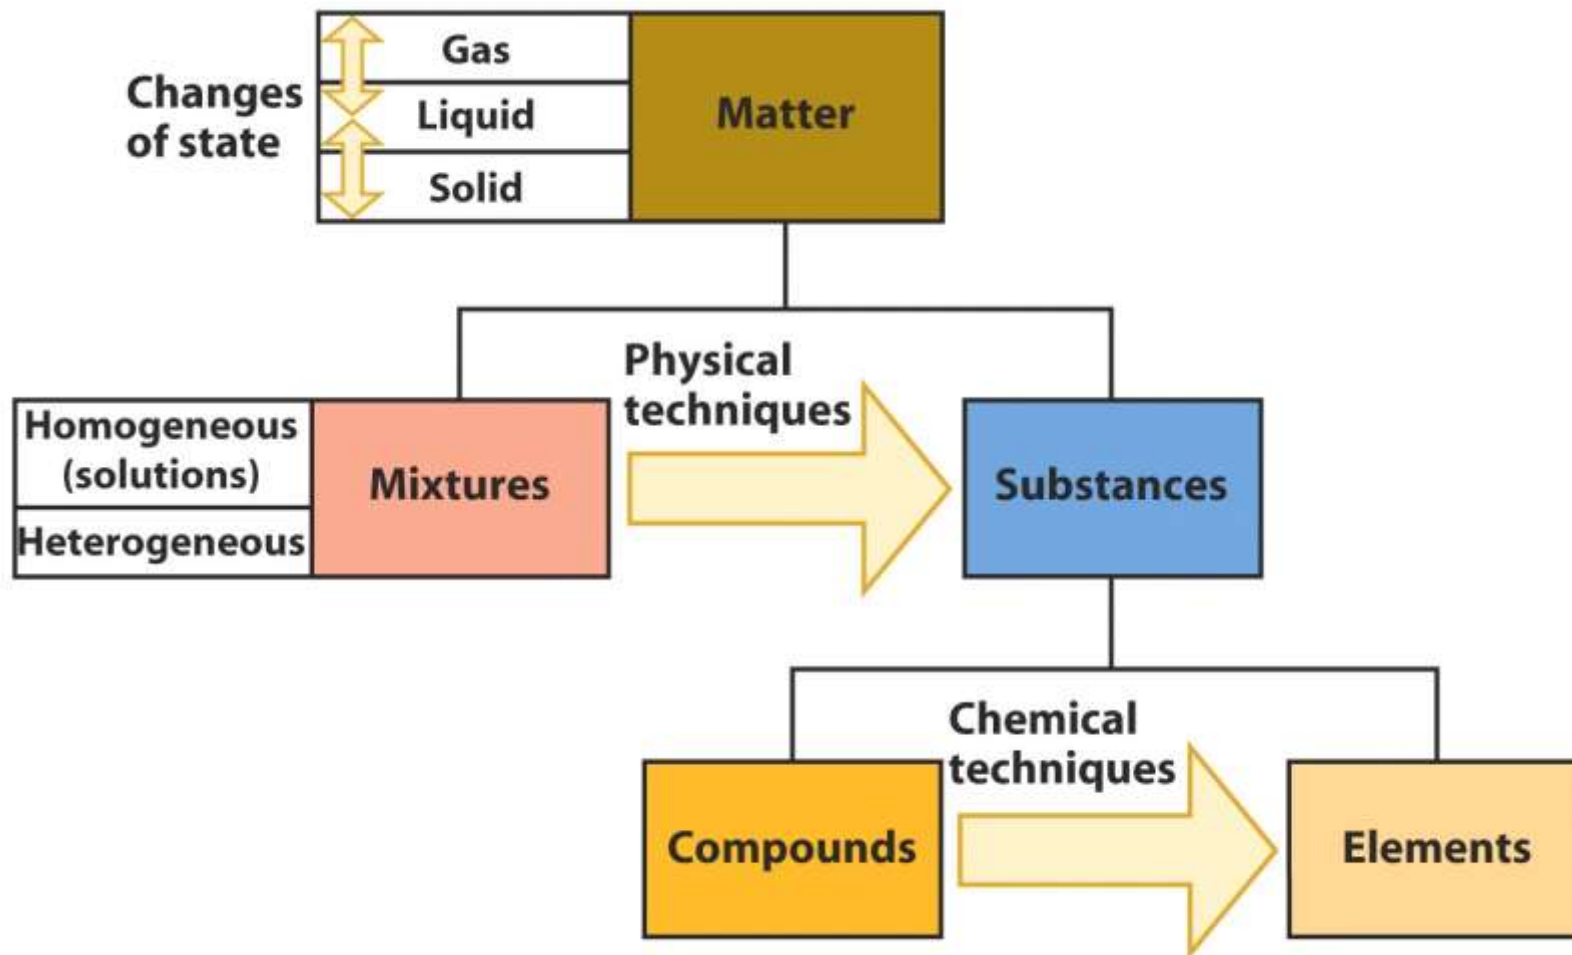 Changes
of state
Gas
Liquid
Solid
Matter
Physical
techniques
Homogeneous
(solutions)
Heterogeneous
Mixtures
Substances
Chemical
techniques
Compounds
Elements